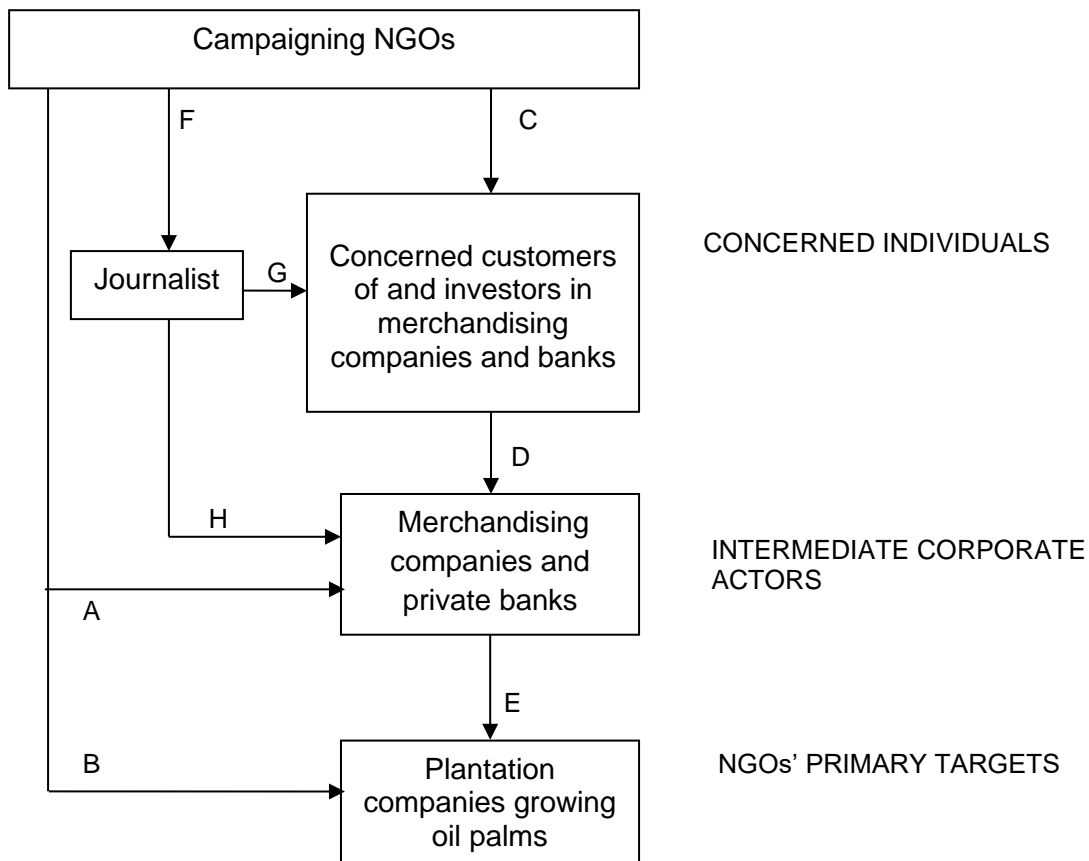 Campaigning NGOs
F
C
Concerned customers
of and investors in
merchandising
companies and banks
CONCERNED INDIVIDUALS
Journalist
G
D
H
Merchandising
companies and
private banks
INTERMEDIATE CORPORATE
ACTORS
A
E
B
Plantation
companies growing
oil palms
NGOs’ PRIMARY TARGETS